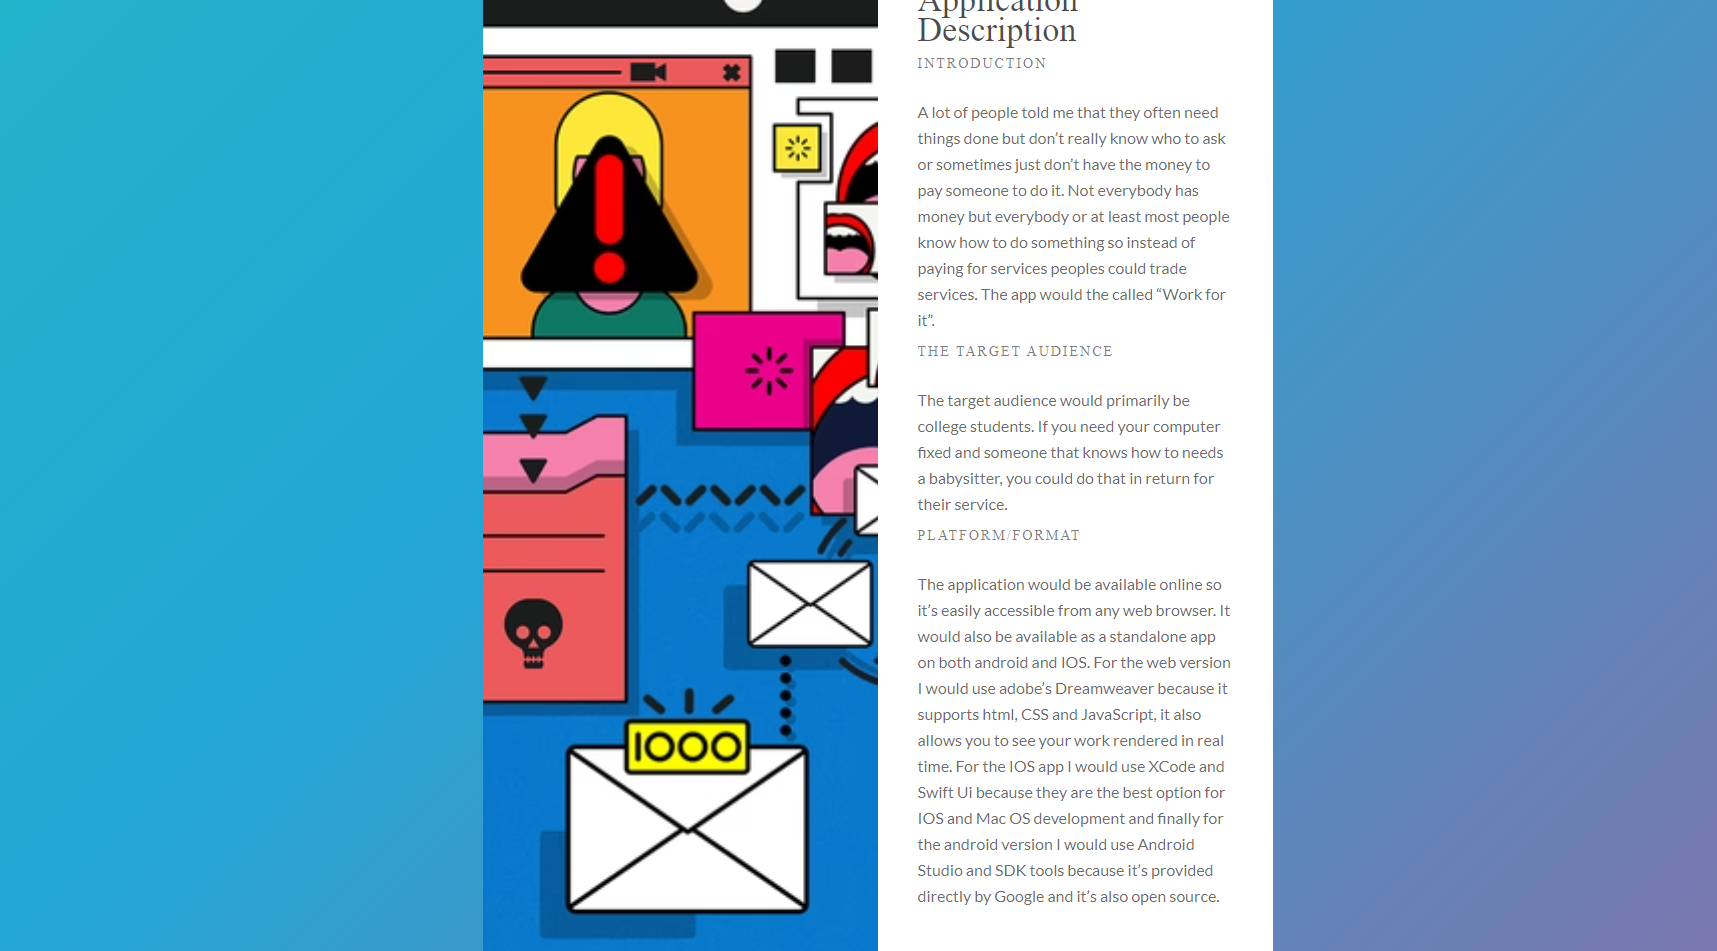 Application
Description
INTRODUCTION
A lot of people told me that they often need
things done but don’t really know who to ask
or sometimes just don’t have the money to
pay someone to do it. Not everybody has
money but everybody or at least most people
know how to do something so instead of
paying for services peoples could trade
services. The app would the called “Work for
it”.
THE TARGET AUDIENCE
The target audience would primarily be
college students. If you need your computer
fixed and someone that knows how to needs
a babysitter, you could do that in return for
their service.
PLATFORM/FORMAT
The application would be available online so
it’s easily accessible from any web browser. It
would also be available as a standalone app
on both android and IOS. For the web version
I would use adobe’s Dreamweaver because it
supports html, CSS and JavaScript, it also
allows you to see your work rendered in real
time. For the IOS app I would use XCode and
Swift Ui because they are the best option for
IOS and Mac OS development and finally for
the android version I would use Android
Studio and SDK tools because it’s provided
directly by Google and it’s also open source.
1000